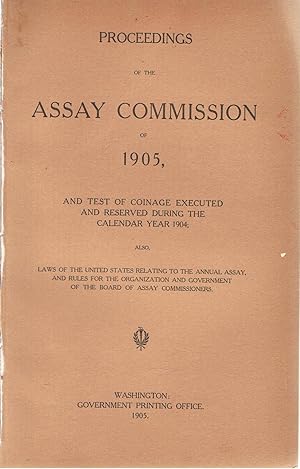 PROCEEDINGS
OF THE
ASSAY COMMISSION
OF
1905,
AND TEST OF COINAGE EXECUTED
AND RESERVED DURING THE
CALENDAR YEAR 1904;
ALSO,
LAWS OF THE UNITED STATES RELATING TO THE ANNUAL ASSAY,
AND RULES FOR THE ORGANIZATION AND GOVERNMENT
OF THE BOARD OF ASSAY COMMISSIONERS.
WASHINGTON:
GOVERNMENT PRINTING OFFICE.
1905.